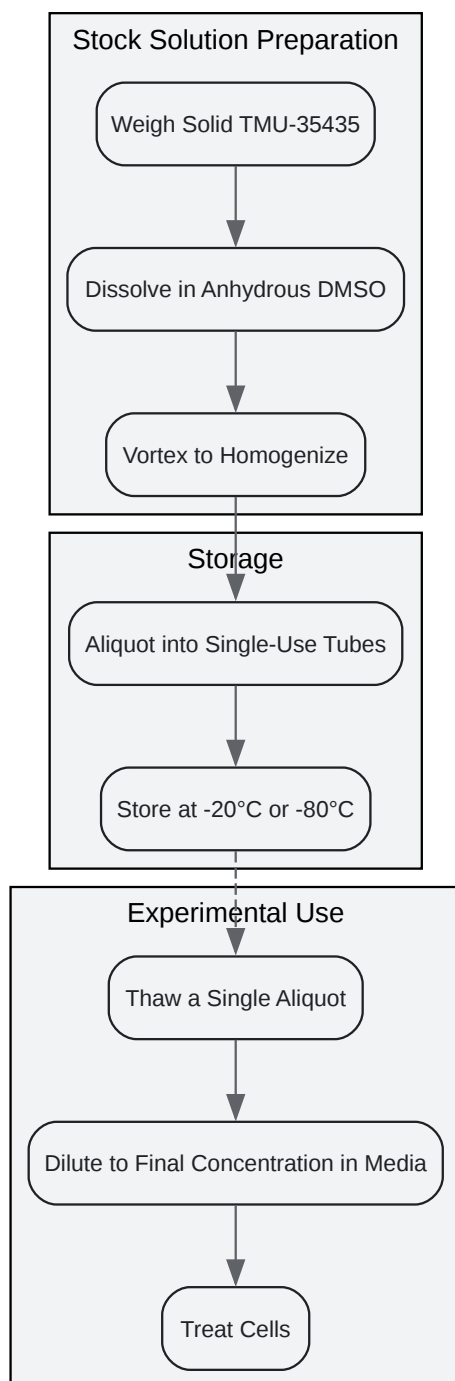 Stock Solution Preparation
Weigh Solid TMU-35435
Dissolve in Anhydrous DMSO
Vortex to Homogenize
Storage
Aliquot into Single-Use Tubes
Store at -20°C or -80°C
Experimental Use
Thaw a Single Aliquot
Dilute to Final Concentration in Media
Treat Cells